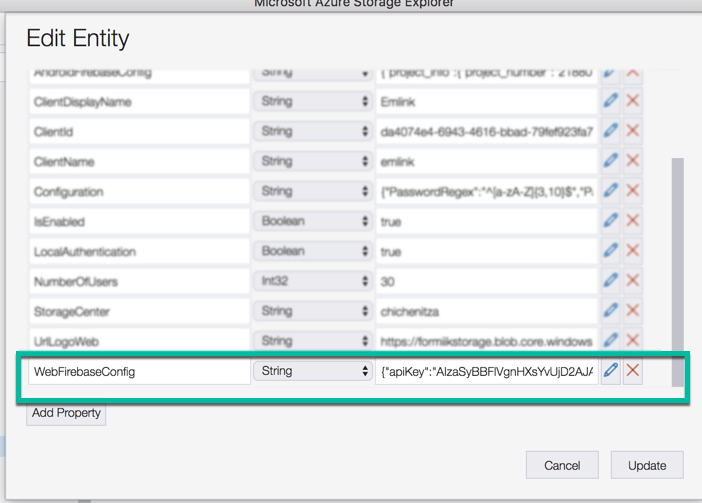 Microsoft Azure Storage Explorer
Edit Entity
AndroidFirebaseConfig String {"project_info":{"project_number":"21880
ClientDisplayName String Emlink
ClientId String da4074e4-6943-4616-bbad-79fef923fa7
ClientName String emlink
Configuration String {"PasswordRegex":"^[a-zA-Z]{3,10}$","Pa
IsEnabled Boolean true
LocalAuthentication Boolean true
NumberOfUsers Int32 30
StorageCenter String chichenitza
UrlLogoWeb String https://formiikstorage.blob.core.windows
WebFirebaseConfig String {"apiKey":"AIzaSyBBFlVgnHXsYvUjD2AJA
Add Property
Cancel Update